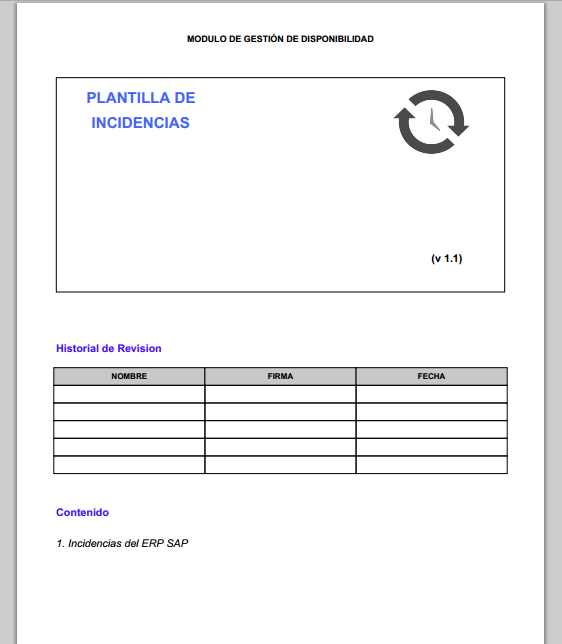 MODULO DE GESTIÓN DE DISPONIBILIDAD
PLANTILLA DE
INCIDENCIAS
(v 1.1)
Historial de Revision
NOMBRE FIRMA FECHA
Contenido
1. Incidencias del ERP SAP